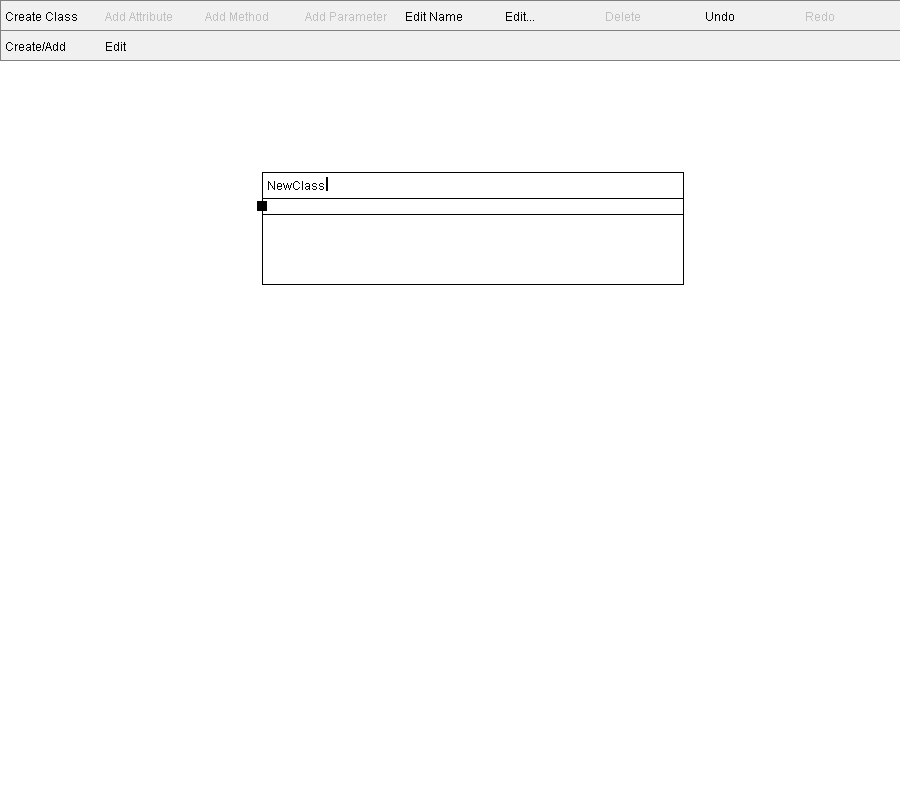 Create Class Add Attribute Add Method Add Parameter Edit Name Edit... Delete Undo Redo
Create/Add Edit
NewClass